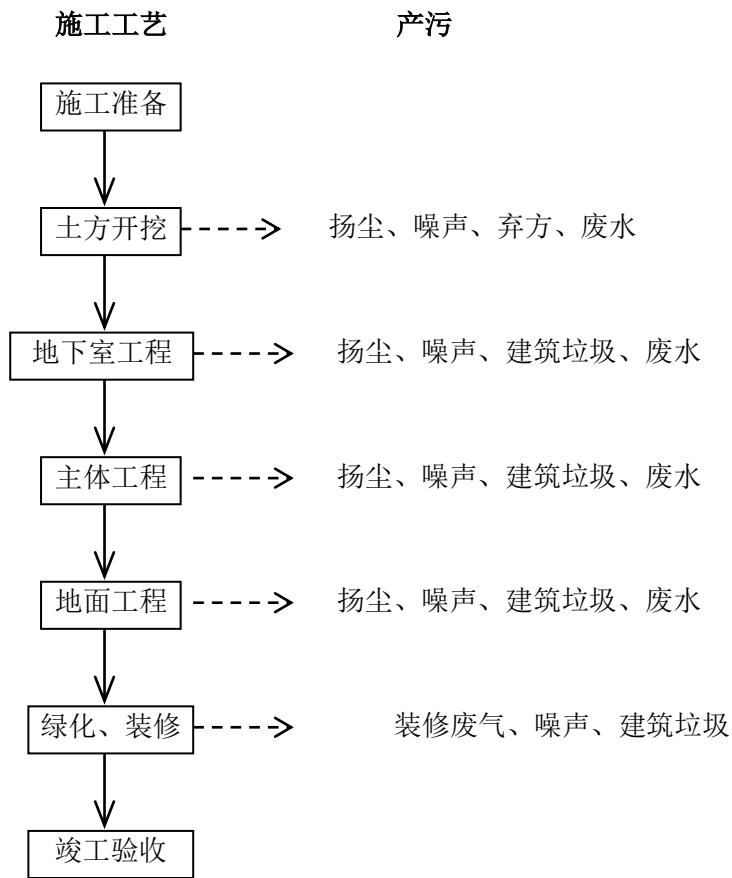 施工工艺 产污
施工准备
土方开挖 扬尘、噪声、弃方、废水
地下室工程 扬尘、噪声、建筑垃圾、废水
主体工程 扬尘、噪声、建筑垃圾、废水
地面工程 扬尘、噪声、建筑垃圾、废水
绿化、装修 装修废气、噪声、建筑垃圾
竣工验收